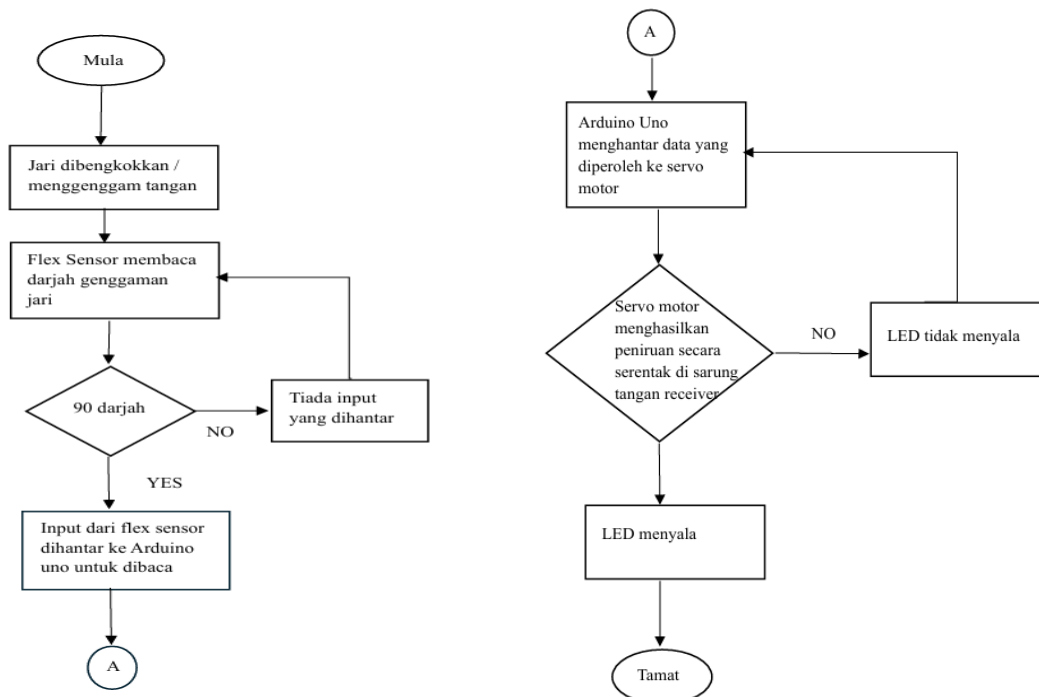 Mula
Jari dibengkokkan /
menggenggam tangan
Flex Sensor membaca
darjah genggaman
jari
90 darjah
NO
Tiada input
yang dihantar
YES
Input dari flex sensor
dihantar ke Arduino
uno untuk dibaca
A
A
Arduino Uno
menghantar data yang
diperoleh ke servo
motor
Servo motor
menghasilkan
peniruan secara
serentak di sarung
tangan receiver
NO
LED tidak menyala
LED menyala
Tamat